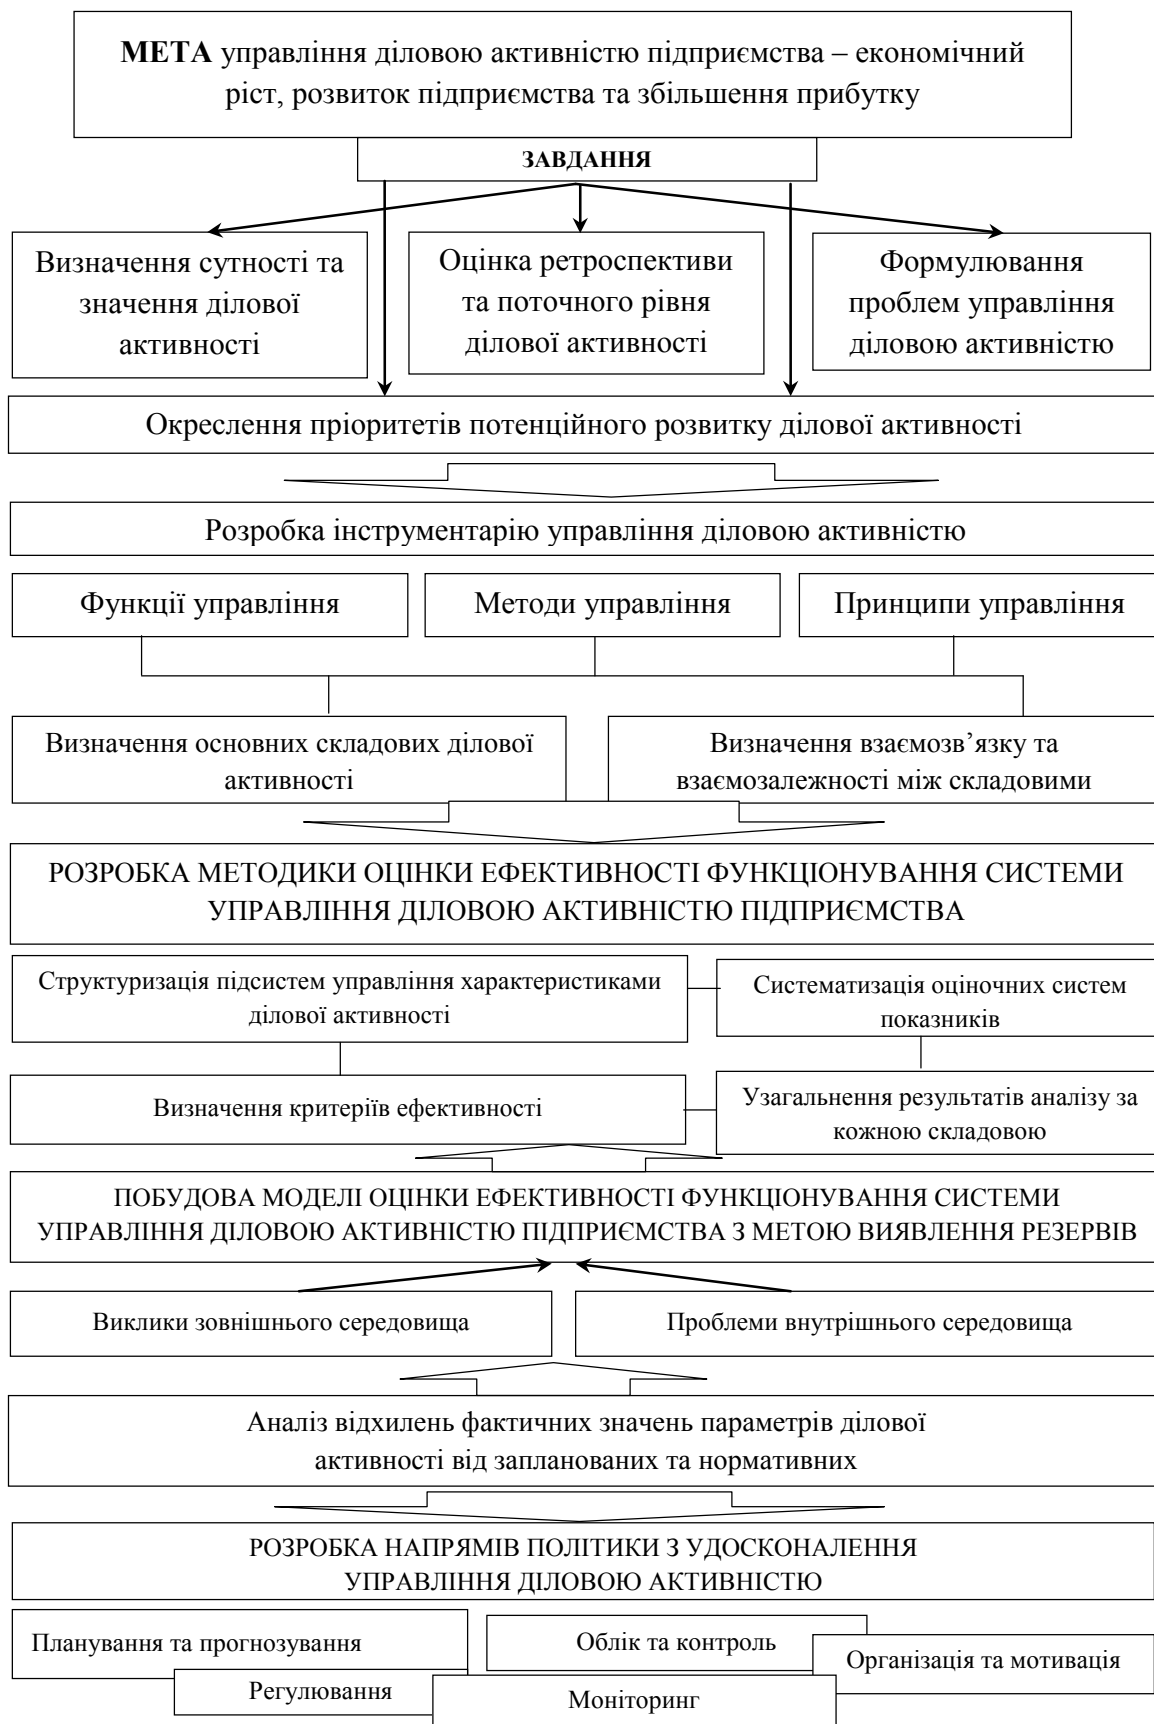 МЕТА управління діловою активністю підприємства – економічний
ріст, розвиток підприємства та збільшення прибутку
ЗАВДАННЯ
Визначення сутності та
значення ділової
активності
Оцінка ретроспективи
та поточного рівня
ділової активності
Формулювання
проблем управління
діловою активністю
Окреслення пріоритетів потенційного розвитку ділової активності
Розробка інструментарію управління діловою активністю
Функції управління
Методи управління
Принципи управління
Визначення основних складових ділової
активності
Визначення взаємозв’язку та
взаємозалежності між складовими
РОЗРОБКА МЕТОДИКИ ОЦІНКИ ЕФЕКТИВНОСТІ ФУНКЦІОНУВАННЯ СИСТЕМИ
УПРАВЛІННЯ ДІЛОВОЮ АКТИВНІСТЮ ПІДПРИЄМСТВА
Структуризація підсистем управління характеристиками
ділової активності
Систематизація оціночних систем
показників
Визначення критеріїв ефективності
Узагальнення результатів аналізу за
кожною складовою
ПОБУДОВА МОДЕЛІ ОЦІНКИ ЕФЕКТИВНОСТІ ФУНКЦІОНУВАННЯ СИСТЕМИ
УПРАВЛІННЯ ДІЛОВОЮ АКТИВНІСТЮ ПІДПРИЄМСТВА З МЕТОЮ ВИЯВЛЕННЯ РЕЗЕРВІВ
Виклики зовнішнього середовища
Проблеми внутрішнього середовища
Аналіз відхилень фактичних значень параметрів ділової
активності від запланованих та нормативних
РОЗРОБКА НАПРЯМІВ ПОЛІТИКИ З УДОСКОНАЛЕННЯ
УПРАВЛІННЯ ДІЛОВОЮ АКТИВНІСТЮ
Планування та прогнозування
Облік та контроль
Організація та мотивація
Регулювання
Моніторинг